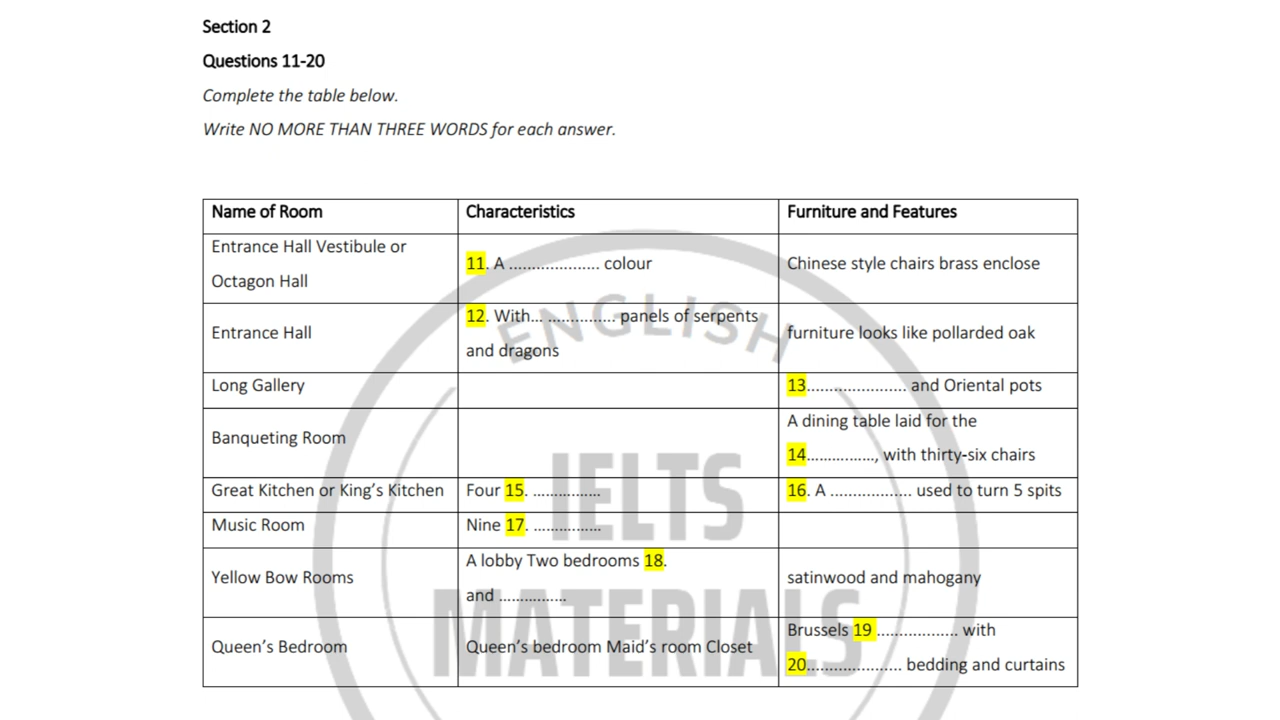 Section 2
Questions 11-20
Complete the table below.
Write NO MORE THAN THREE WORDS for each answer.
Name of Room Characteristics Furniture and Features
Entrance Hall Vestibule or
Octagon Hall
11. A .................... colour
Chinese style chairs brass enclose
Entrance Hall
12. With... ............... panels of serpents
and dragons
furniture looks like pollarded oak
Long Gallery
13...................... and Oriental pots
Banqueting Room
A dining table laid for the
14..............., with thirty-six chairs
Great Kitchen or King’s Kitchen Four 15. ............... 16. A .................. used to turn 5 spits
Music Room Nine 17. ...............
Yellow Bow Rooms
A lobby Two bedrooms 18.
and ...............
satinwood and mahogany
Queen’s Bedroom
Queen’s bedroom Maid’s room Closet
Brussels 19 .................. with
20..................... bedding and curtains
ENGLISH
IELTS
MATERIALS